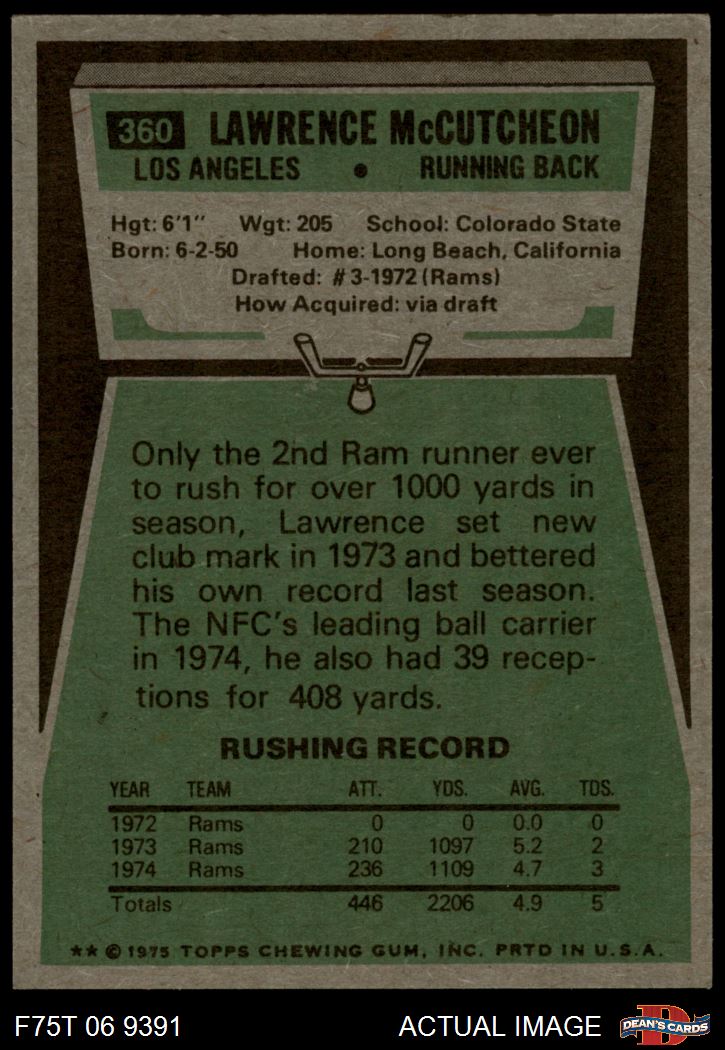 360 LAWRENCE McCUTCHEON
LOS ANGELES • RUNNING BACK
Hgt: 6'1" Wgt: 205 School: Colorado State
Born: 6-2-50 Home: Long Beach, California
Drafted: #3-1972 (Rams)
How Acquired: via draft
Only the 2nd Ram runner ever
to rush for over 1000 yards in
season, Lawrence set new
club mark in 1973 and bettered
his own record last season.
The NFC's leading ball carrier
in 1974, he also had 39 recep-
tions for 408 yards.
RUSHING RECORD
YEAR TEAM ATT. YDS. AVG. TDS.
1972 Rams 0 0 0.0 0
1973 Rams 210 1097 5.2 2
1974 Rams 236 1109 4.7 3
Totals 446 2206 4.9 5
** © 1975 TOPPS CHEWING GUM, INC. PRTD IN U.S.A.
F75T 06 9391 ACTUAL IMAGE D DEAN'S CARDS